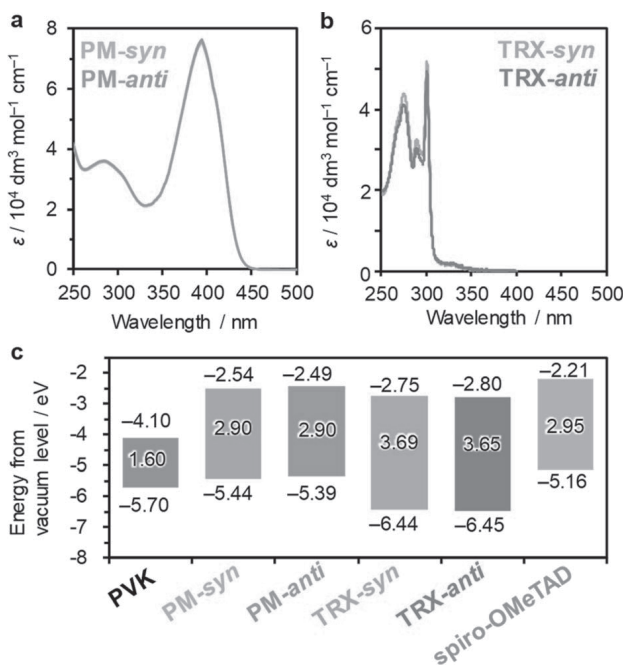 a
PM-syn
PM-anti
8
6
4
2
0
ε / 10⁴ dm³ mol⁻¹ cm⁻¹
250 300 350 400 450 500
Wavelength / nm
b
TRX-syn
TRX-anti
6
4
2
0
ε / 10⁴ dm³ mol⁻¹ cm⁻¹
250 300 350 400 450 500
Wavelength / nm
c
Energy from
vacuum level / eV
-2
-3
-4
-5
-6
-7
-8
–4.10
1.60
–5.70
–2.54
2.90
–5.44
–2.49
2.90
–5.39
–2.75
3.69
–6.44
–2.80
3.65
–6.45
–2.21
2.95
–5.16
PVK
PM-syn
PM-anti
TRX-syn
TRX-anti
spiro-OMeTAD